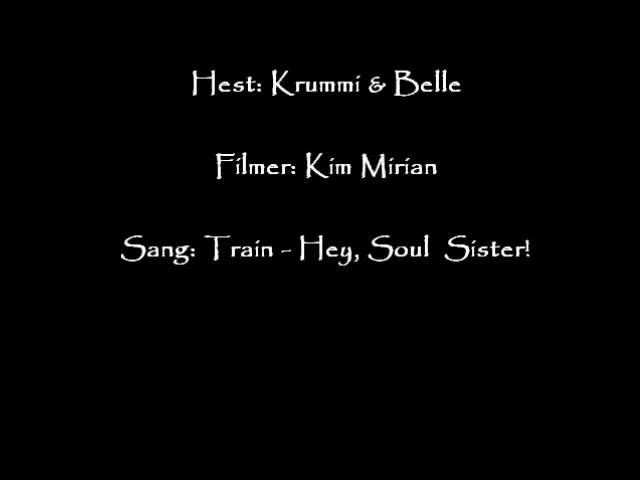 Hest: Krummi & Belle
Filmer: Kim Mirian
Sang: Train - Hey, Soul Sister!